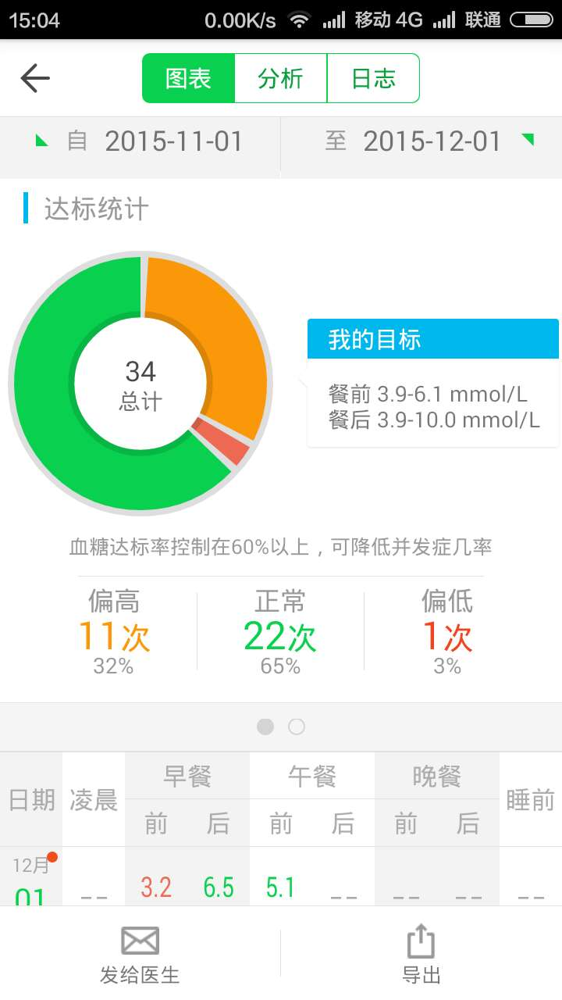 15:04 0.00K/s 移动 4G 联通
图表 分析 日志
自 2015-11-01 至 2015-12-01
达标统计
34
总计
我的目标
餐前 3.9-6.1 mmol/L
餐后 3.9-10.0 mmol/L
血糖达标率控制在60%以上，可降低并发症几率
偏高 正常 偏低
11次 22次 1次
32% 65% 3%
日期 凌晨 早餐 午餐 晚餐 睡前
前 后 前 后 前 后
12月
01 -- 3.2 6.5 5.1 -- -- -- --
发给医生 导出